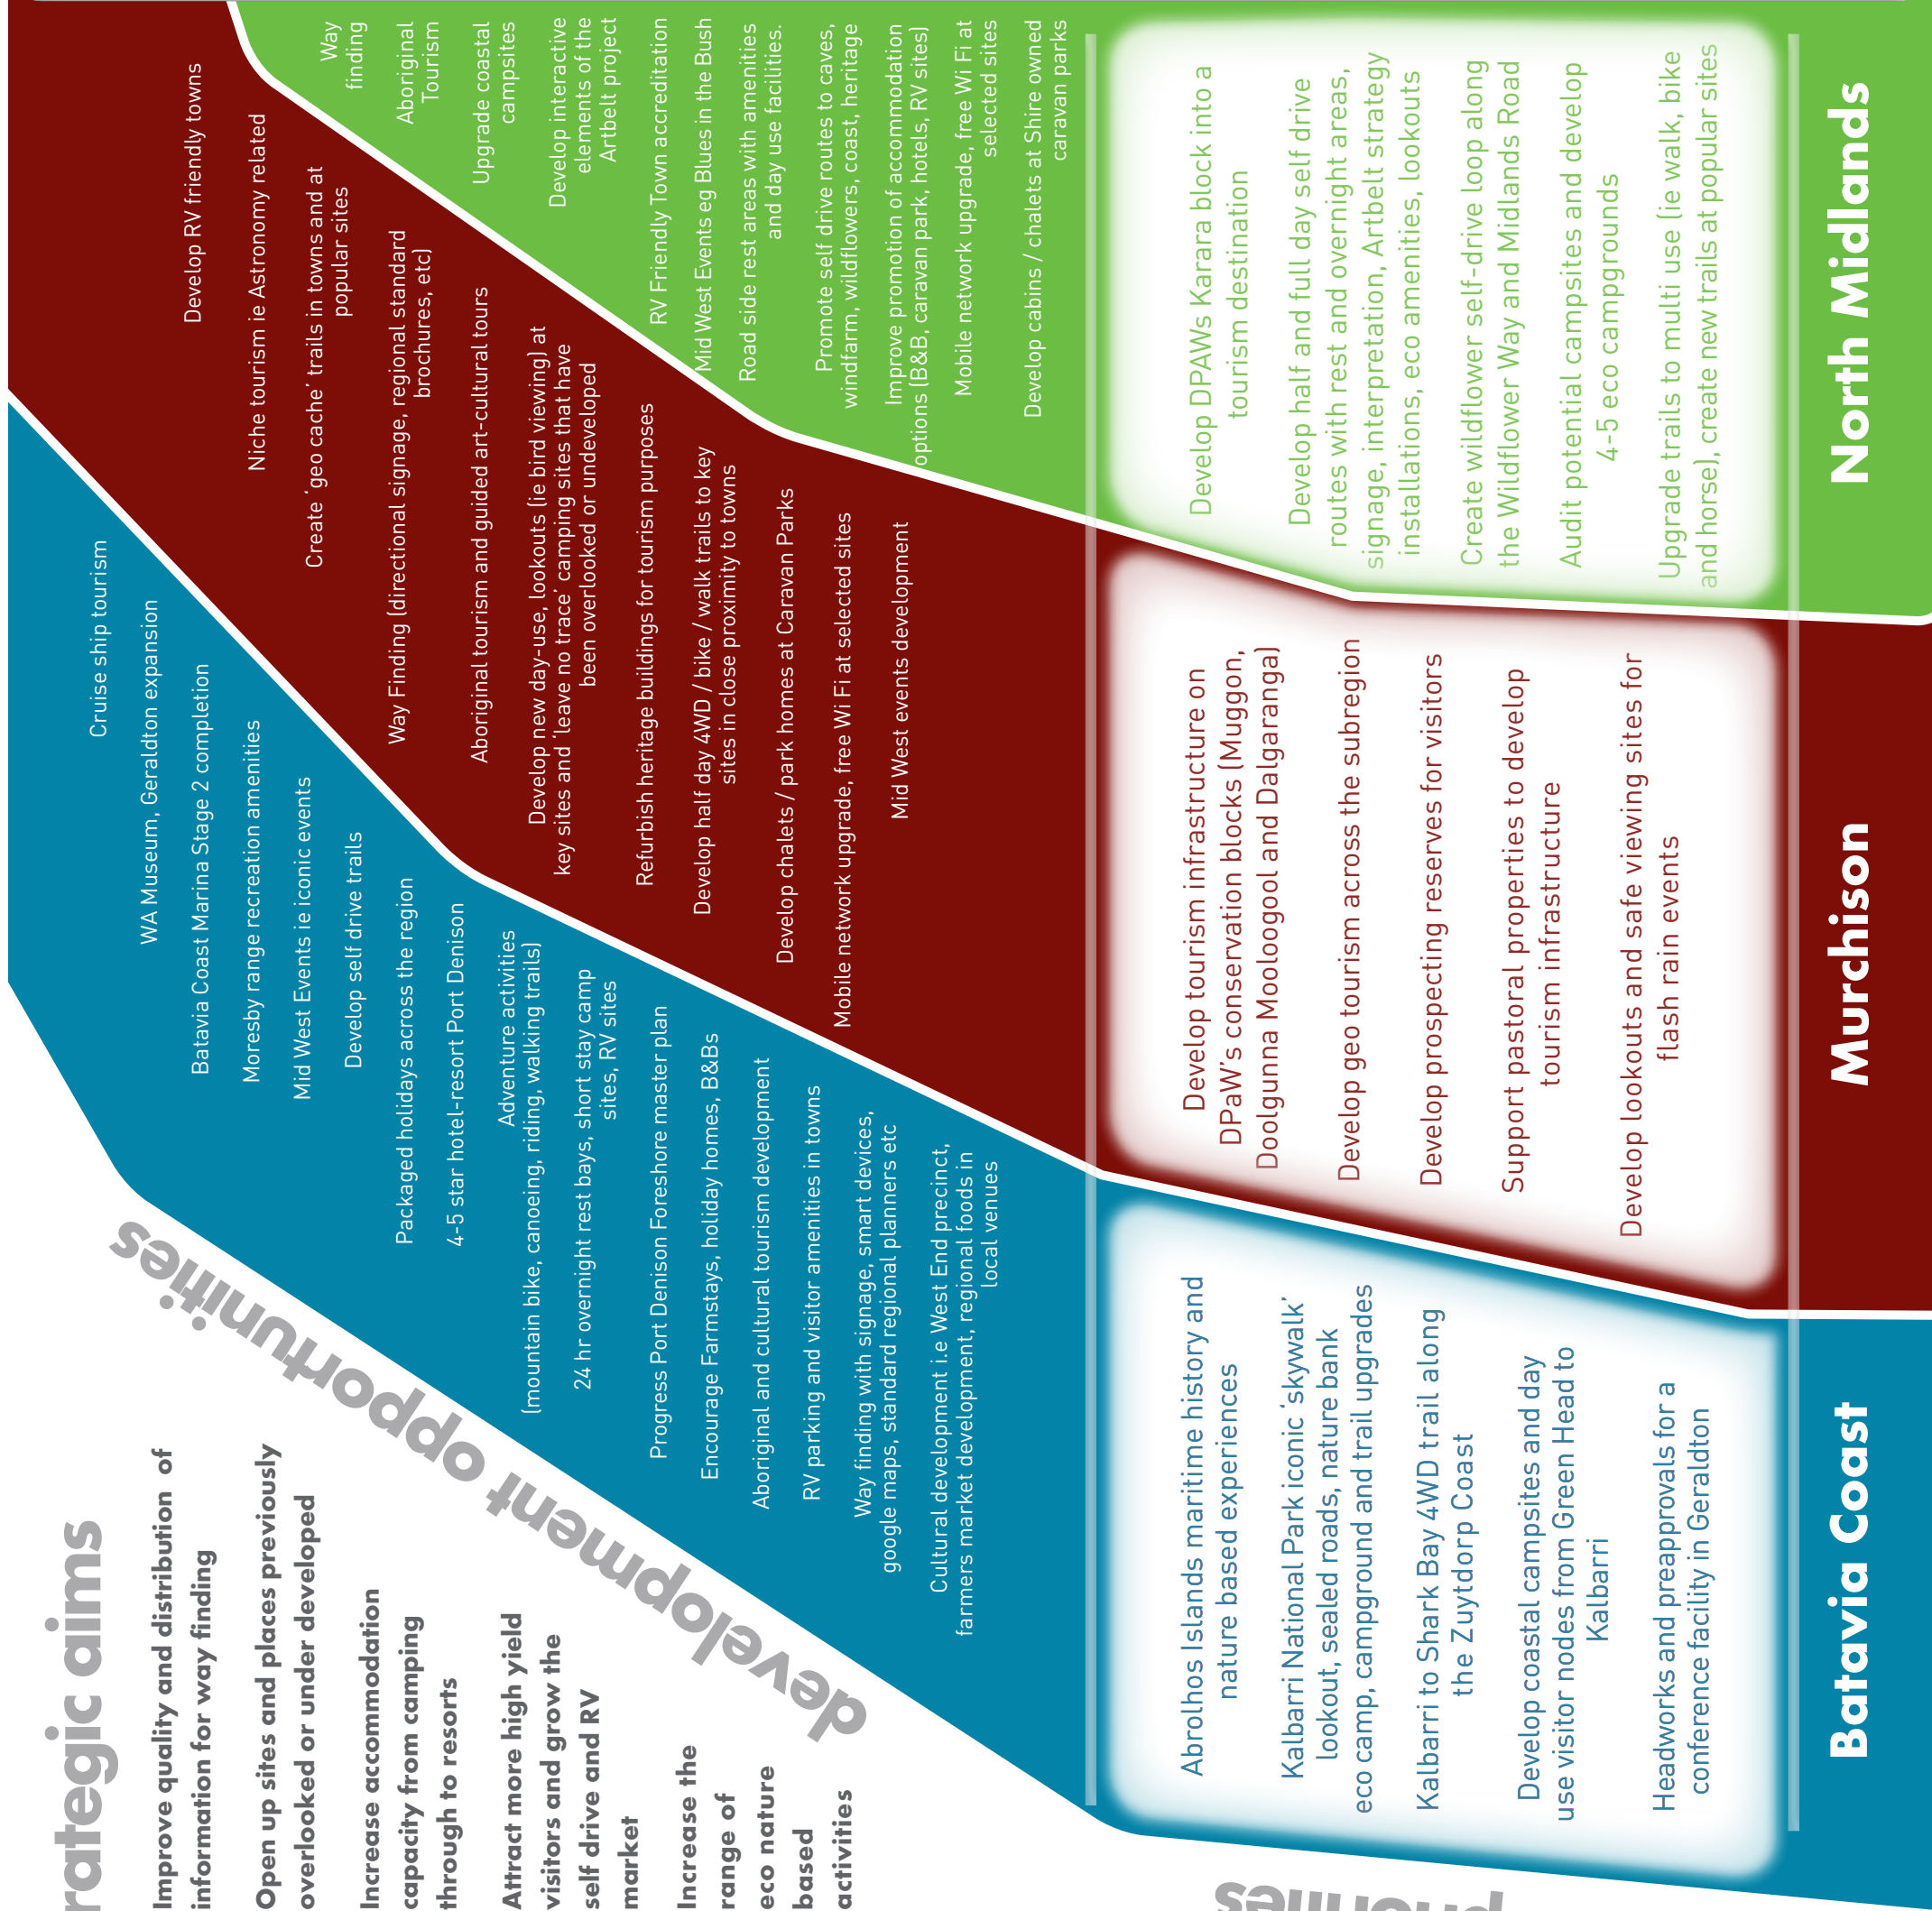 rategic aims
Improve quality and distribution of
information for way finding
Open up sites and places previously
overlooked or under developed
Increase accommodation
capacity from camping
through to resorts
Attract more high yield
visitors and grow the
self drive and RV
market
Increase the
range of
eco nature
based
activities
development opportunities
Cruise ship tourism
WA Museum, Geraldton expansion
Batavia Coast Marina Stage 2 completion
Moresby range recreation amenities
Mid West Events ie iconic events
Develop self drive trails
Packaged holidays across the region
4-5 star hotel-resort Port Denison
Adventure activities
(mountain bike, canoeing, riding, walking trails)
24 hr overnight rest bays, short stay camp
sites, RV sites
Progress Port Denison Foreshore master plan
Encourage Farmstays, holiday homes, B&Bs
Aboriginal and cultural tourism development
RV parking and visitor amenities in towns
Way finding with signage, smart devices,
google maps, standard regional planners etc
Cultural development i.e West End precinct,
farmers market development, regional foods in
local venues
Develop RV friendly towns
Niche tourism ie Astronomy related
Create ‘geo cache’ trails in towns and at
popular sites
Way Finding (directional signage, regional standard
brochures, etc)
Aboriginal tourism and guided art-cultural tours
Develop new day-use, lookouts (ie bird viewing) at
key sites and ‘leave no trace’ camping sites that have
been overlooked or undeveloped
Refurbish heritage buildings for tourism purposes
Develop half day 4WD / bike / walk trails to key
sites in close proximity to towns
Develop chalets / park homes at Caravan Parks
Mobile network upgrade, free Wi Fi at selected sites
Mid West events development
Way
finding
Aboriginal
Tourism
Upgrade coastal
campsites
Develop interactive
elements of the
Artbelt project
RV Friendly Town accreditation
Mid West Events eg Blues in the Bush
Road side rest areas with amenities
and day use facilities.
Promote self drive routes to caves,
windfarm, wildflowers, coast, heritage
Improve promotion of accommodation
options (B&B, caravan park, hotels, RV sites)
Mobile network upgrade, free Wi Fi at
selected sites
Develop cabins / chalets at Shire owned
caravan parks
priorities
Abrolhos Islands maritime history and
nature based experiences
Kalbarri National Park iconic ‘skywalk’
lookout, sealed roads, nature bank
eco camp, campground and trail upgrades
Kalbarri to Shark Bay 4WD trail along
the Zuytdorp Coast
Develop coastal campsites and day
use visitor nodes from Green Head to
Kalbarri
Headworks and preapprovals for a
conference facility in Geraldton
Develop tourism infrastructure on
DPaW’s conservation blocks (Muggon,
Doolgunna Mooloogool and Dalgaranga)
Develop geo tourism across the subregion
Develop prospecting reserves for visitors
Support pastoral properties to develop
tourism infrastructure
Develop lookouts and safe viewing sites for
flash rain events
Develop DPAWs Karara block into a
tourism destination
Develop half and full day self drive
routes with rest and overnight areas,
signage, interpretation, Artbelt strategy
installations, eco amenities, lookouts
Create wildflower self-drive loop along
the Wildflower Way and Midlands Road
Audit potential campsites and develop
4-5 eco campgrounds
Upgrade trails to multi use (ie walk, bike
and horse), create new trails at popular sites
Batavia Coast
Murchison
North Midlands